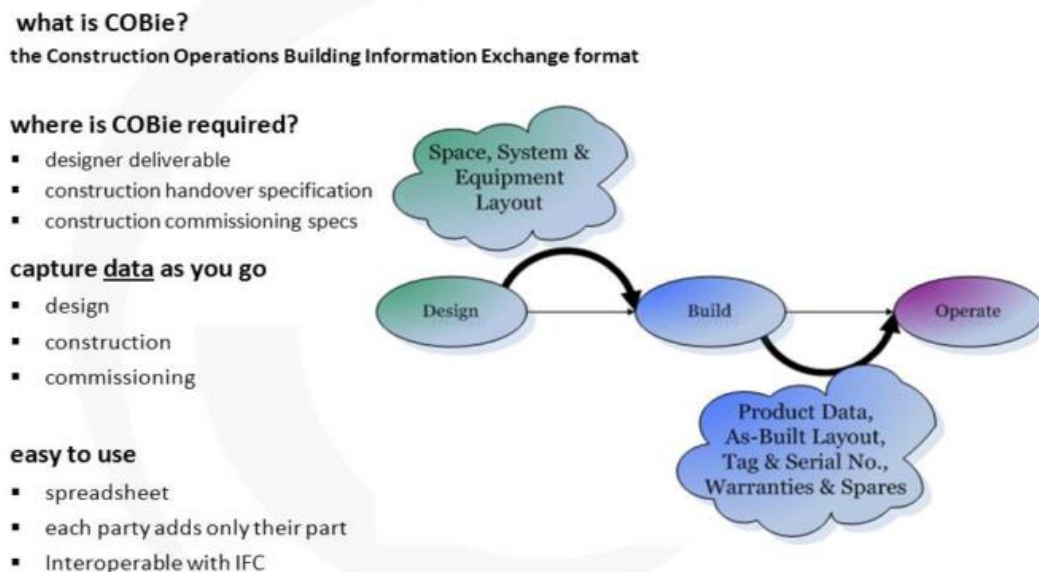 what is COBie?
the Construction Operations Building Information Exchange format
where is COBie required?
▪ designer deliverable
▪ construction handover specification
▪ construction commissioning specs
capture data as you go
▪ design
▪ construction
▪ commissioning
easy to use
▪ spreadsheet
▪ each party adds only their part
▪ Interoperable with IFC
Space, System &
Equipment
Layout
Design
Build
Operate
Product Data,
As-Built Layout,
Tag & Serial No.,
Warranties & Spares